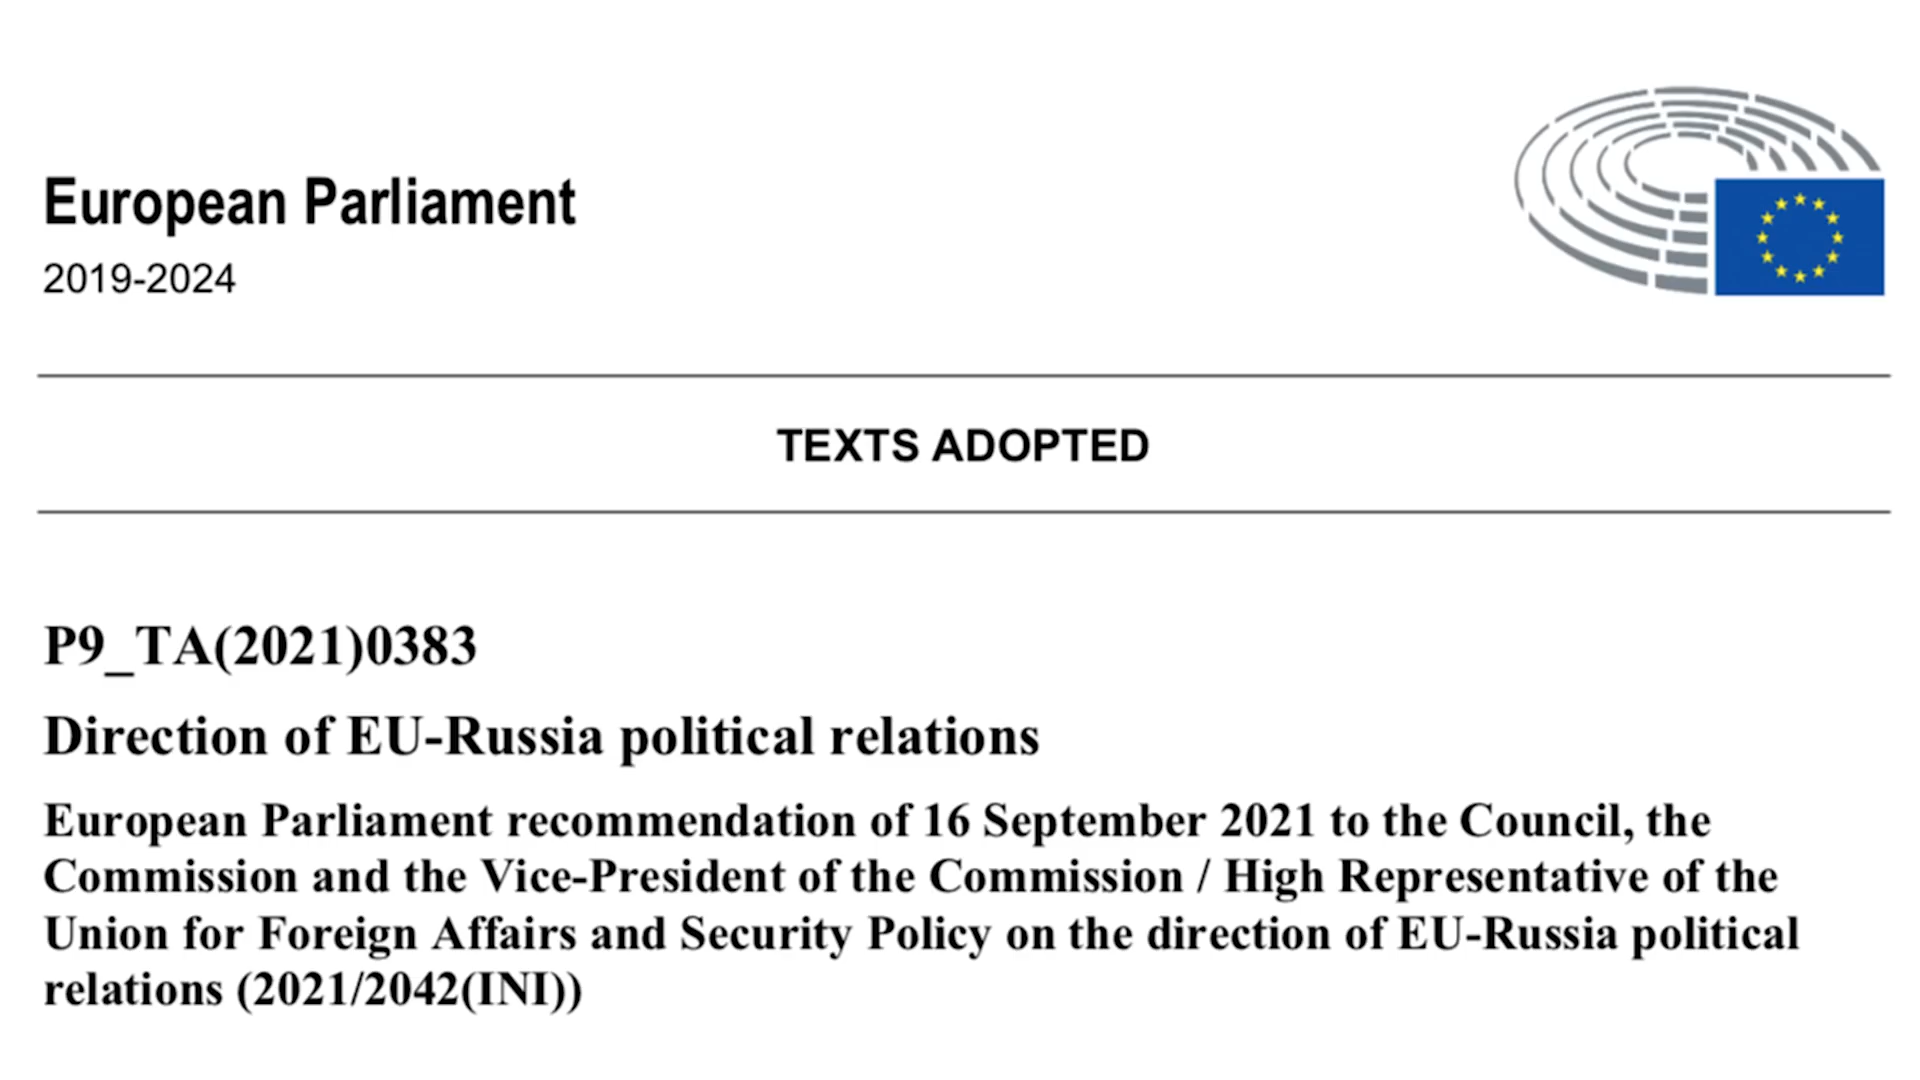 European Parliament
2019-2024
TEXTS ADOPTED
P9_TA(2021)0383
Direction of EU-Russia political relations
European Parliament recommendation of 16 September 2021 to the Council, the
Commission and the Vice-President of the Commission / High Representative of the
Union for Foreign Affairs and Security Policy on the direction of EU-Russia political
relations (2021/2042(INI))